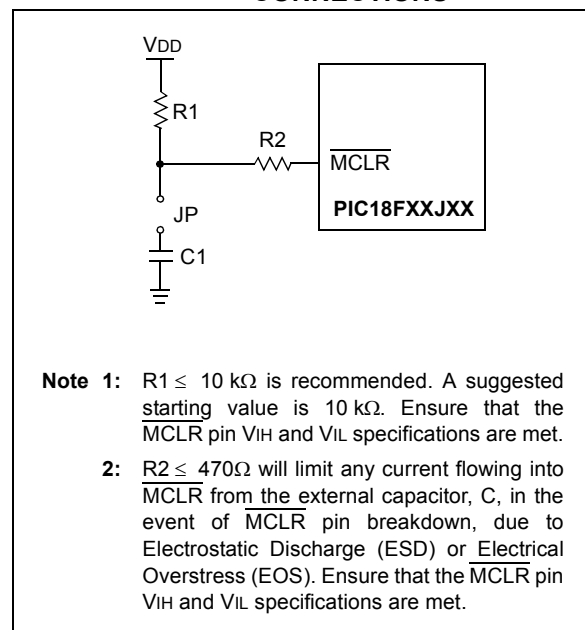 VDD
R1
R2
MCLR
PIC18FXXJXX
JP
C1
Note 1: R1 ≤ 10 kΩ is recommended. A suggested
starting value is 10 kΩ. Ensure that the
MCLR pin VIH and VIL specifications are met.
2: R2 ≤ 470Ω will limit any current flowing into
MCLR from the external capacitor, C, in the
event of MCLR pin breakdown, due to
Electrostatic Discharge (ESD) or Electrical
Overstress (EOS). Ensure that the MCLR pin
VIH and VIL specifications are met.